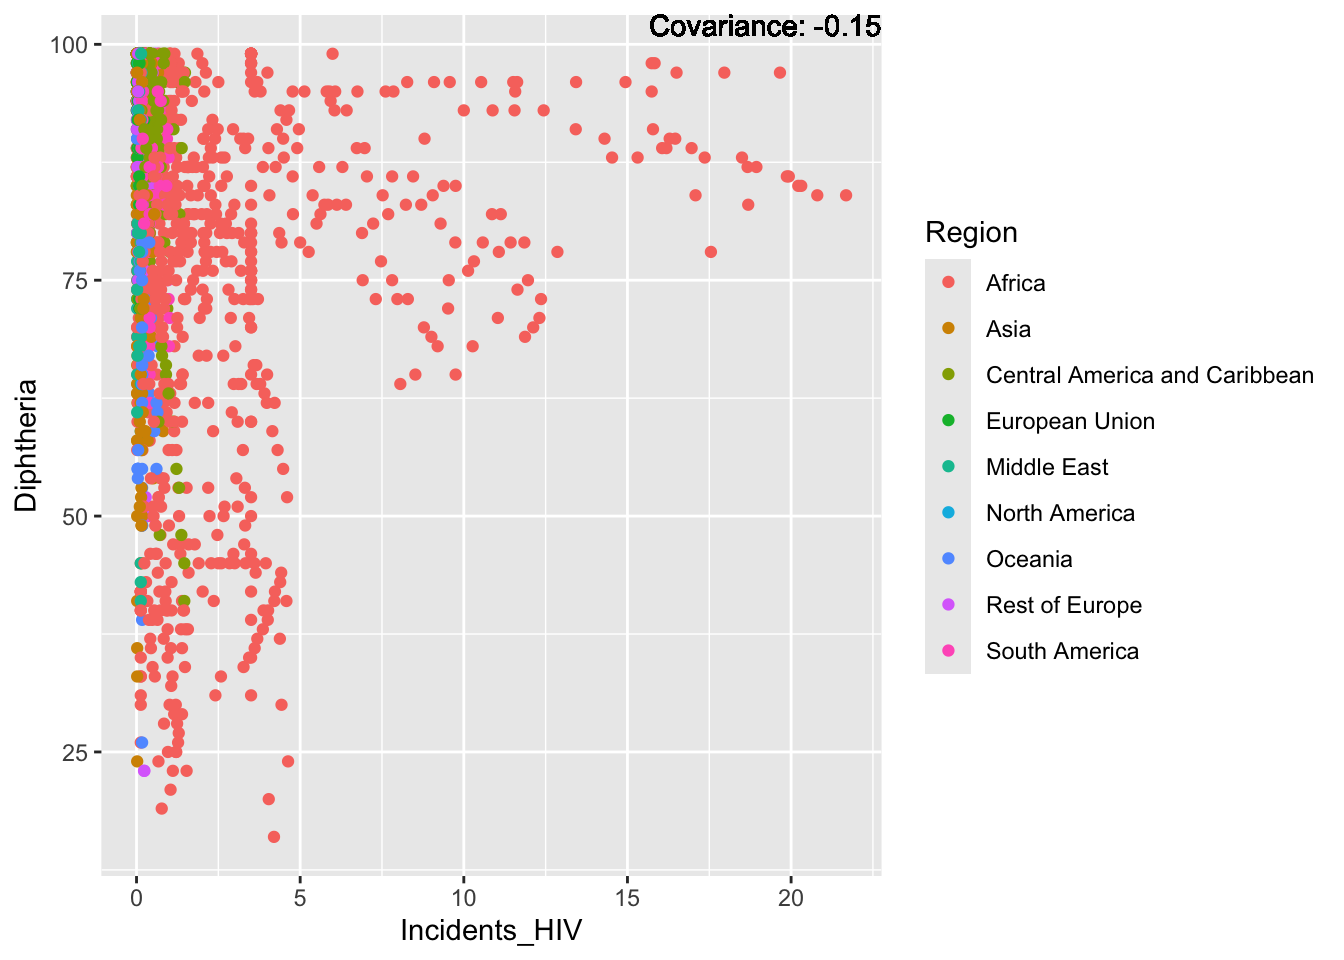 Covariance: -0.15
100
75
50
25
Diphtheria
0 5 10 15 20
Incidents_HIV
Region
Africa
Asia
Central America and Caribbean
European Union
Middle East
North America
Oceania
Rest of Europe
South America